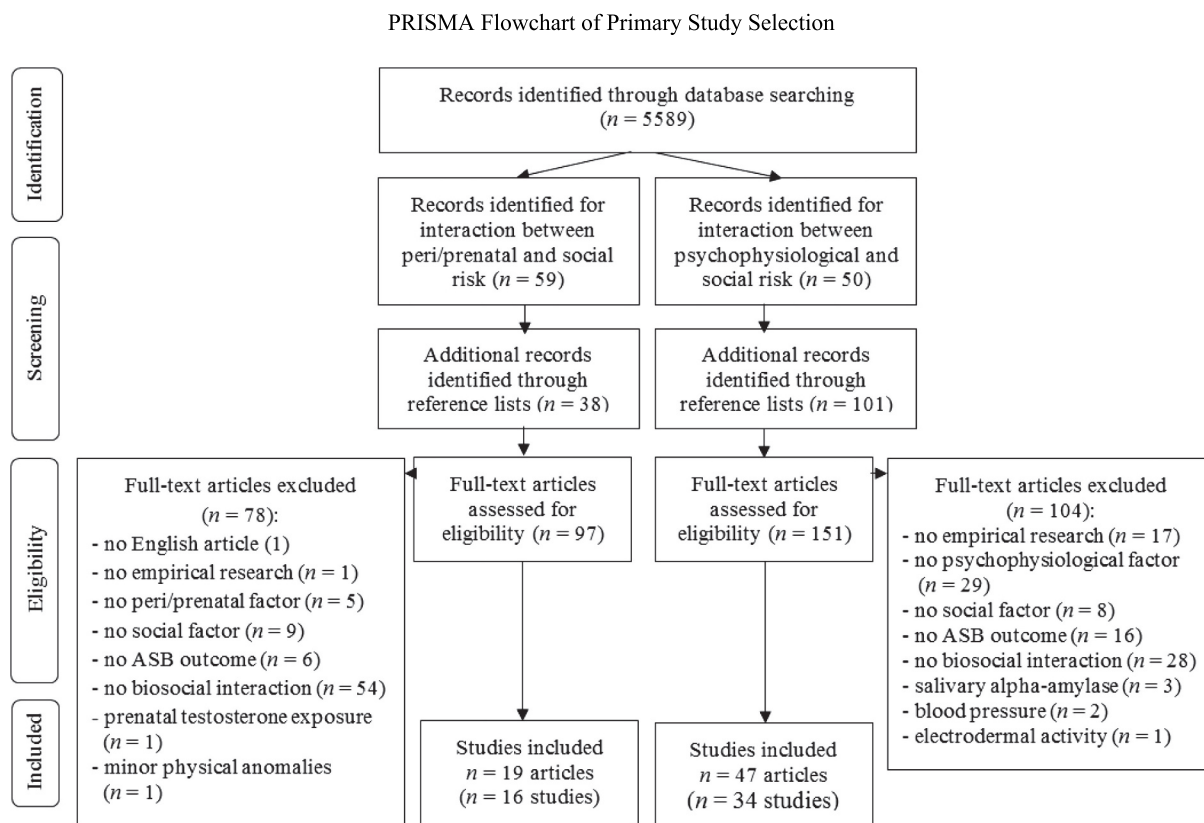 PRISMA Flowchart of Primary Study Selection
Identification
Records identified through database searching
(n = 5589)
Records identified for
interaction between
peri/prenatal and social
risk (n = 59)
Records identified for
interaction between
psychophysiological and
social risk (n = 50)
Screening
Additional records
identified through
reference lists (n = 38)
Additional records
identified through
reference lists (n = 101)
Eligibility
Full-text articles excluded
(n = 78):
- no English article (1)
- no empirical research (n = 1)
- no peri/prenatal factor (n = 5)
- no social factor (n = 9)
- no ASB outcome (n = 6)
- no biosocial interaction (n = 54)
- prenatal testosterone exposure
(n = 1)
- minor physical anomalies
(n = 1)
Full-text articles
assessed for
eligibility (n = 97)
Full-text articles
assessed for
eligibility (n = 151)
Full-text articles excluded
(n = 104):
- no empirical research (n = 17)
- no psychophysiological factor
(n = 29)
- no social factor (n = 8)
- no ASB outcome (n = 16)
- no biosocial interaction (n = 28)
- salivary alpha-amylase (n = 3)
- blood pressure (n = 2)
- electrodermal activity (n = 1)
Included
Studies included
n = 19 articles
(n = 16 studies)
Studies included
n = 47 articles
(n = 34 studies)